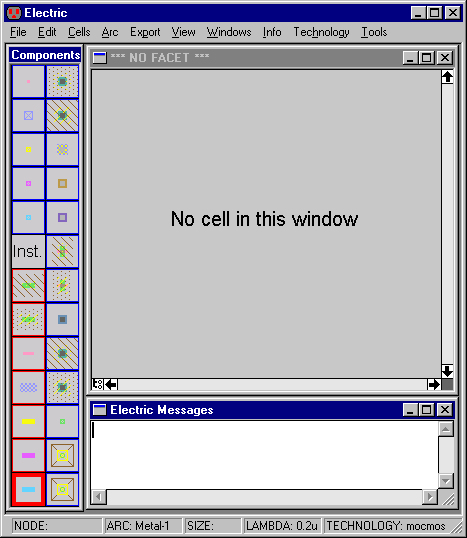 Electric
File Edit Cells Arc Export View Windows Info Technology Tools
Components
*** NO FACET ***
Inst.
No cell in this window
Electric Messages
NODE: ARC: Metal-1 SIZE: LAMBDA: 0.2u TECHNOLOGY: mocmos